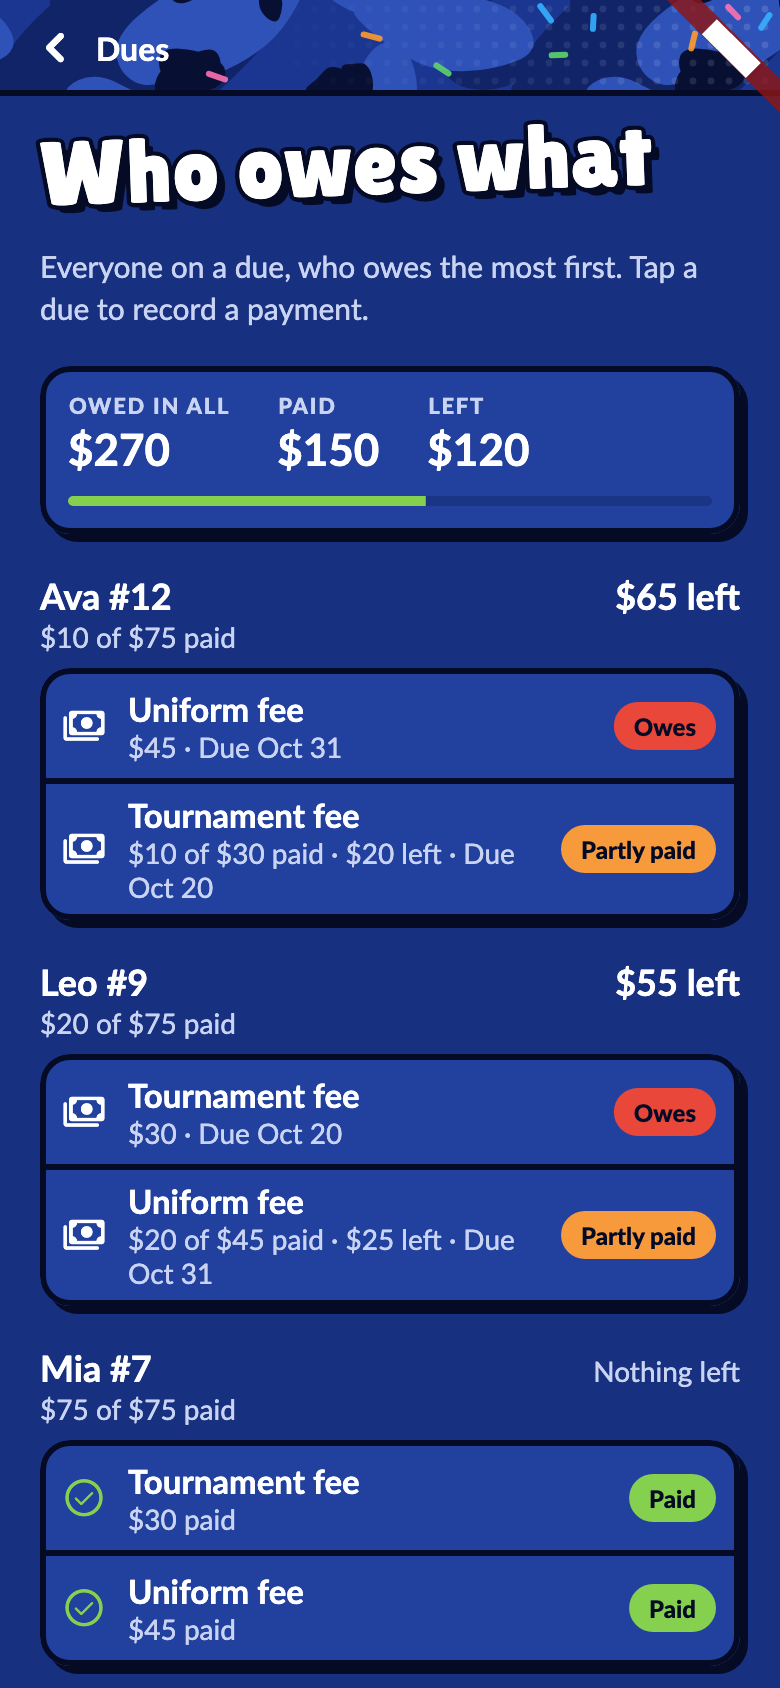 Dues
Who owes what
Everyone on a due, who owes the most first. Tap a
due to record a payment.
OWED IN ALL PAID LEFT
$270 $150 $120
Ava #12 $65 left
$10 of $75 paid
Uniform fee
$45 · Due Oct 31
Owes
Tournament fee
$10 of $30 paid · $20 left · Due
Oct 20
Partly paid
Leo #9 $55 left
$20 of $75 paid
Tournament fee
$30 · Due Oct 20
Owes
Uniform fee
$20 of $45 paid · $25 left · Due
Oct 31
Partly paid
Mia #7 Nothing left
$75 of $75 paid
Tournament fee
$30 paid
Paid
Uniform fee
$45 paid
Paid